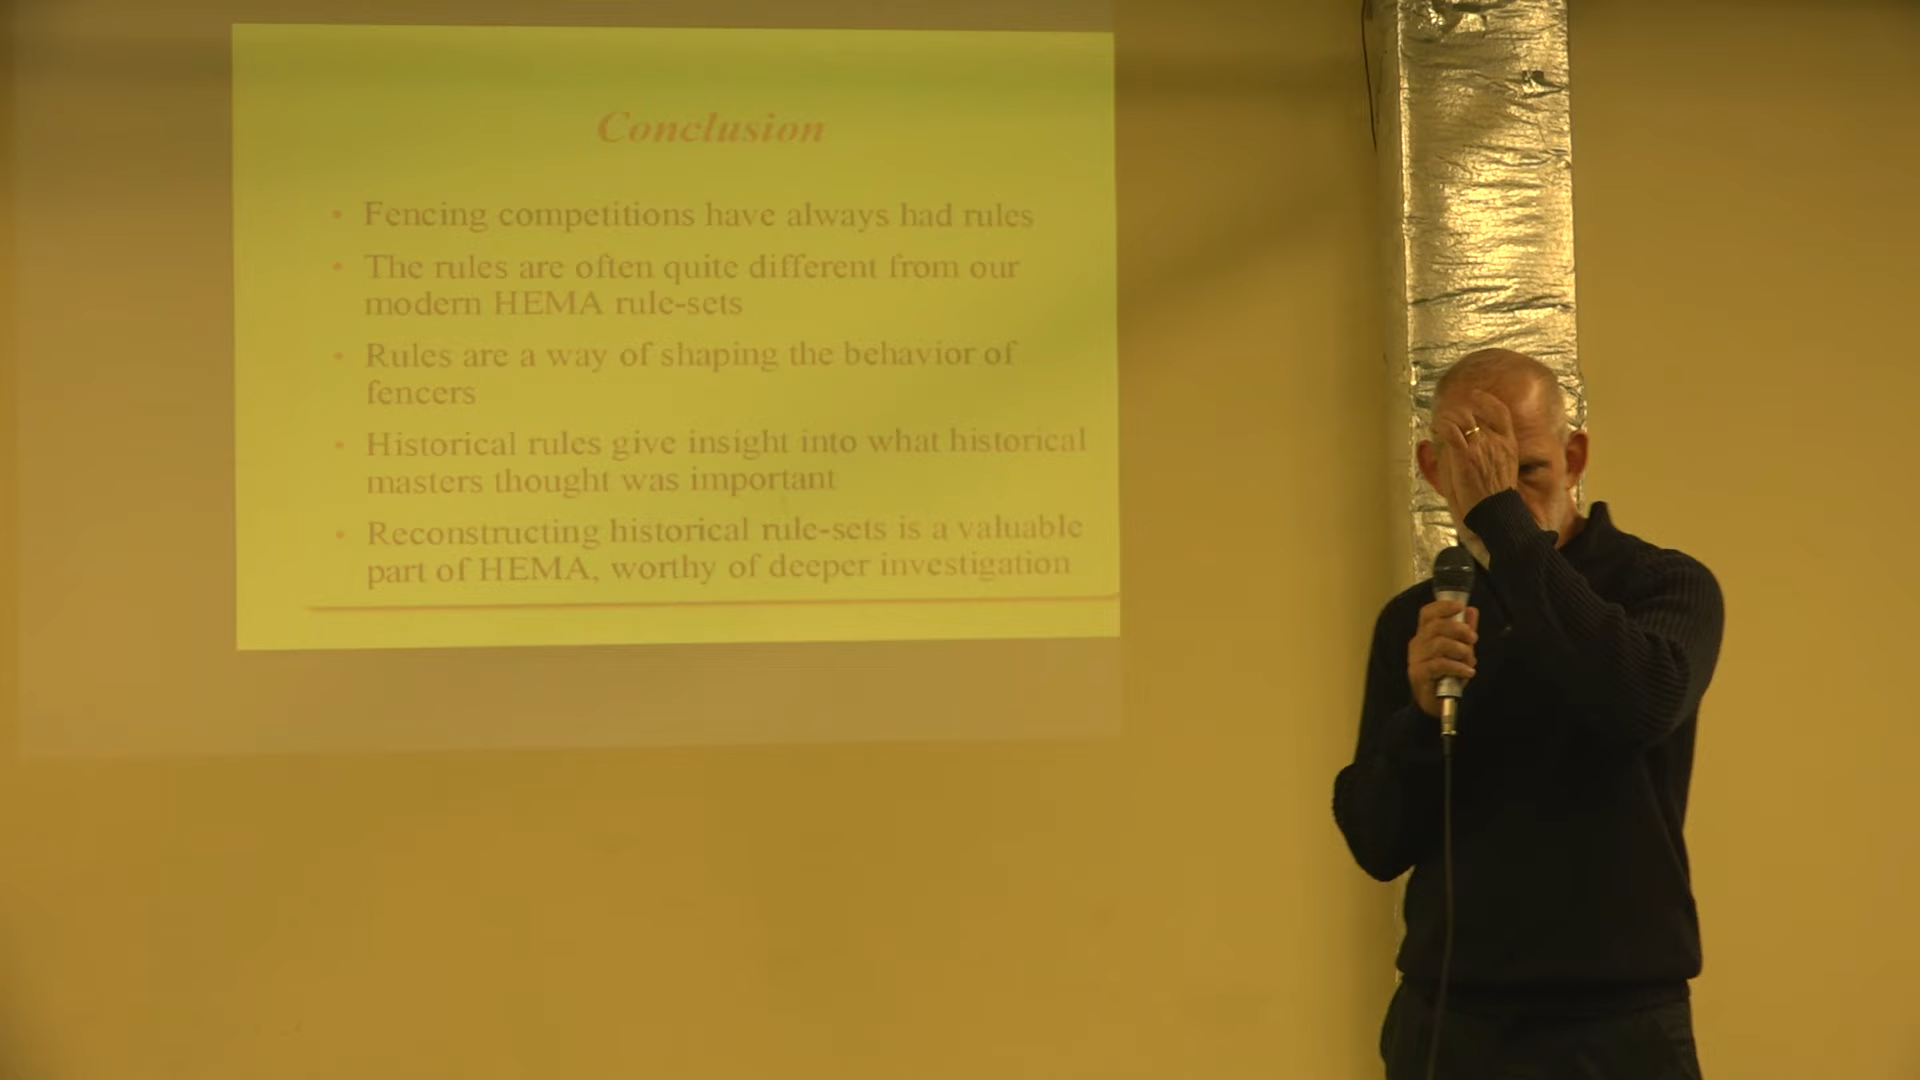 Conclusion
• Fencing competitions have always had rules
• The rules are often quite different from our
modern HEMA rule-sets
• Rules are a way of shaping the behavior of
fencers
• Historical rules give insight into what historical
masters thought was important
• Reconstructing historical rule-sets is a valuable
part of HEMA, worthy of deeper investigation